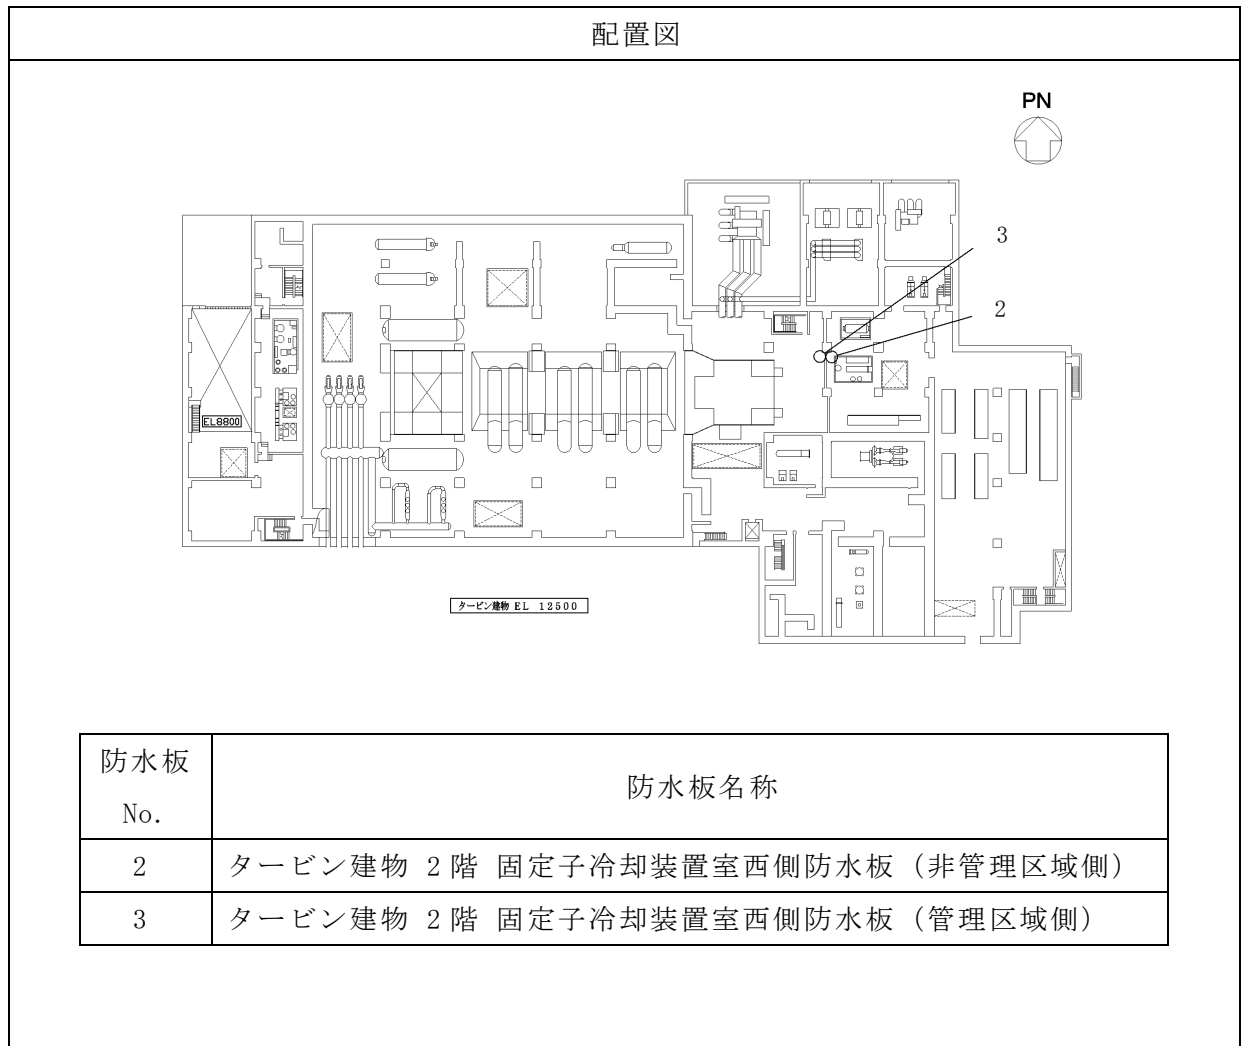 配置図
PN
3
2
EL8800
タービン建物 EL 12500
防水板
No.
防水板名称
2
タービン建物 2階 固定子冷却装置室西側防水板（非管理区域側）
3
タービン建物 2階 固定子冷却装置室西側防水板（管理区域側）